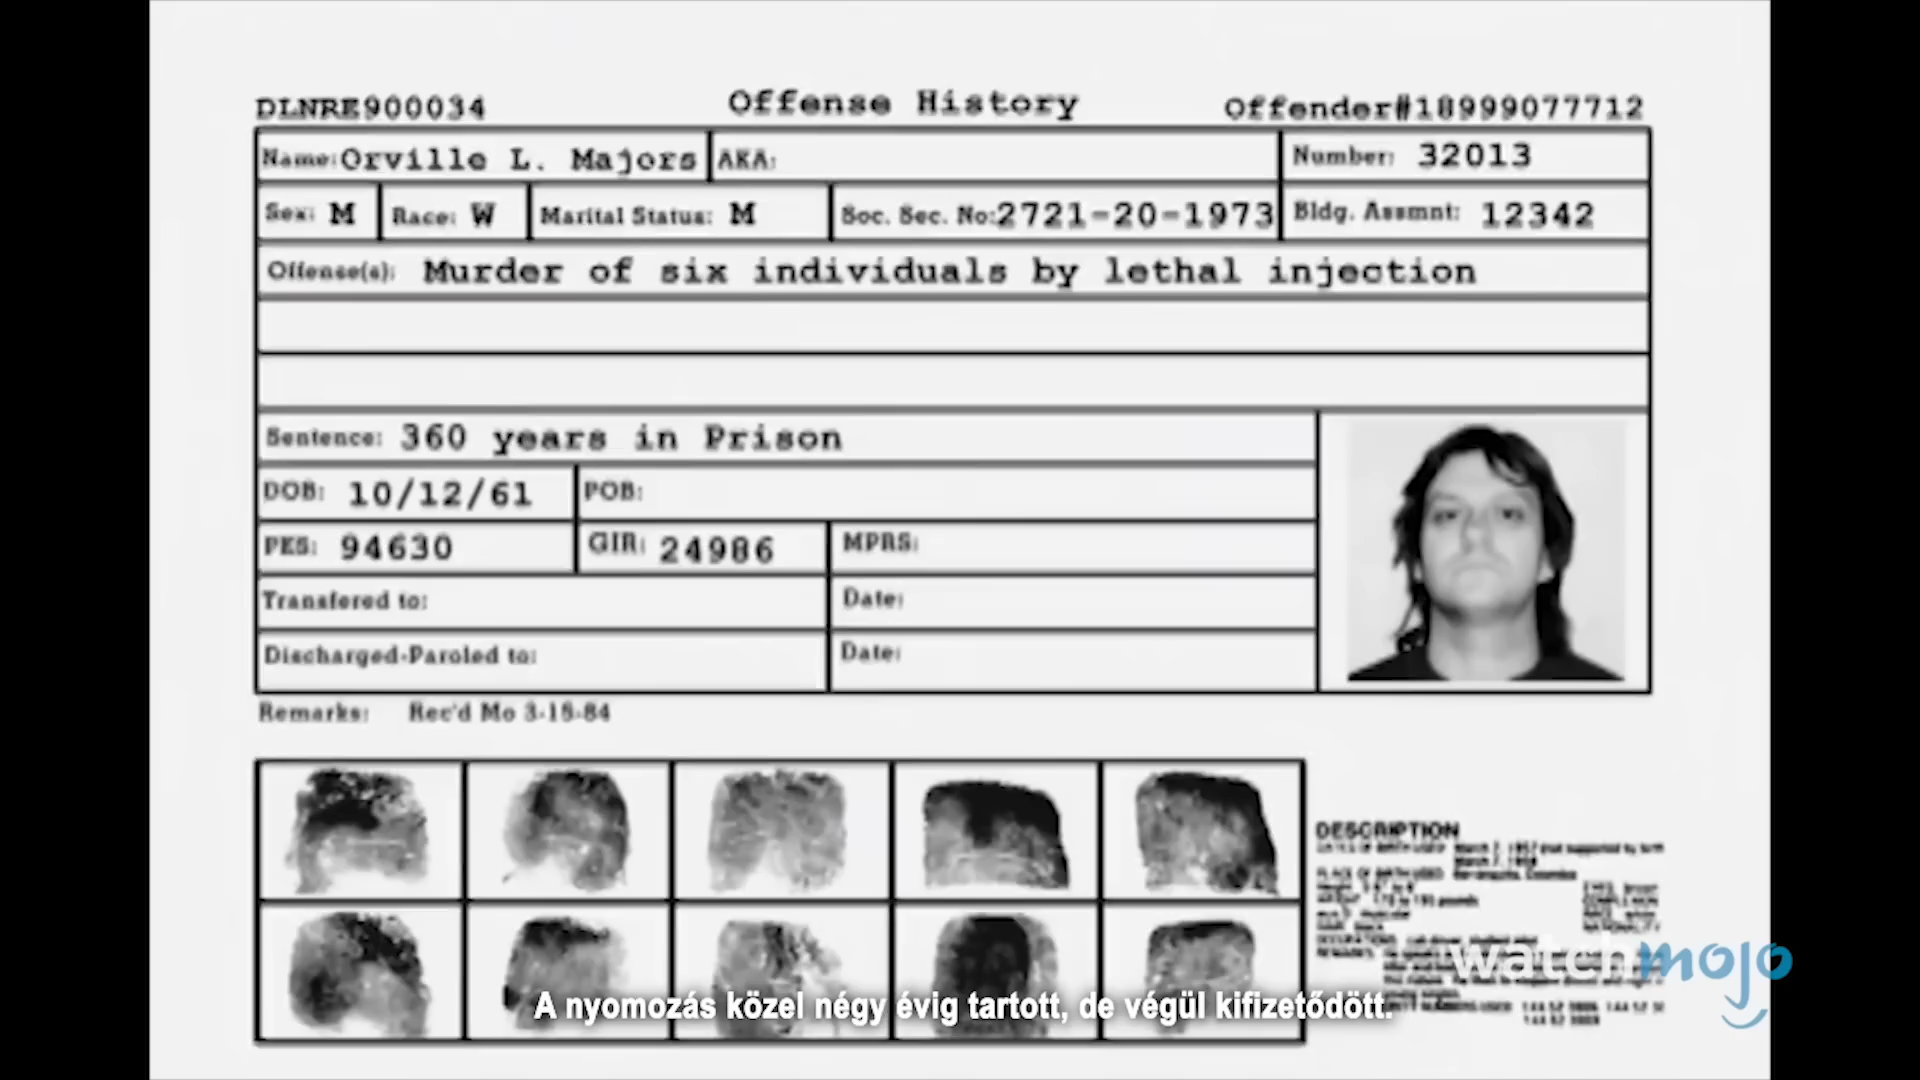 DLNRE900034 Offense History Offender#18999077712
Name: Orville L. Majors AKA: Number: 32013
Sex: M Race: W Marital Status: M Soc. Sec. No: 2721-20-1973 Bldg. Assmnt: 12342
Offense(s): Murder of six individuals by lethal injection
Sentence: 360 years in Prison
DOB: 10/12/61 POB:
PKS: 94630 GIR: 24986 MPRS:
Transfered to: Date:
Discharged-Paroled to: Date:
Remarks: Rec'd Mo 3-15-84
DESCRIPTION
watchmojo
A nyomozás közel négy évig tartott, de végül kifizetődött.